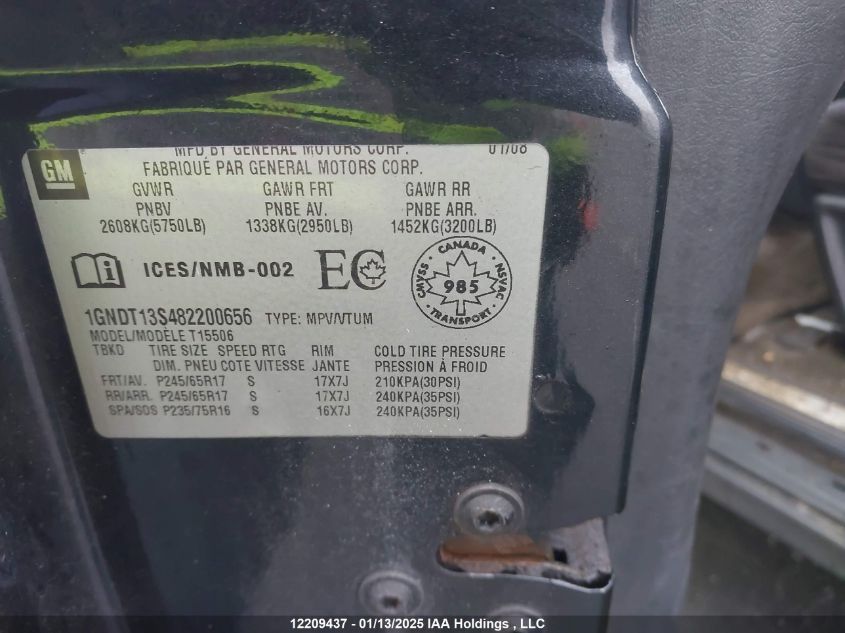 MFD BY GENERAL MOTORS CORP. 01/08
GM
FABRIQUÉ PAR GENERAL MOTORS CORP.
GVWR GAWR FRT GAWR RR
PNBV PNBE AV. PNBE ARR.
2608KG(5750LB) 1338KG(2950LB) 1452KG(3200LB)
ICES/NMB-002 EC
CANADA
CMVSS NSVAC
985
TRANSPORT
1GNDT13S482200656 TYPE: MPV/VTUM
MODEL/MODÈLE T15506
TBKD TIRE SIZE SPEED RTG RIM COLD TIRE PRESSURE
DIM. PNEU COTE VITESSE JANTE PRESSION À FROID
FRT/AV. P245/65R17 S 17X7J 210KPA(30PSI)
RR/ARR. P245/65R17 S 17X7J 240KPA(35PSI)
SPA/SOS P235/75R16 S 16X7J 240KPA(35PSI)
12209437 - 01/13/2025 IAA Holdings , LLC